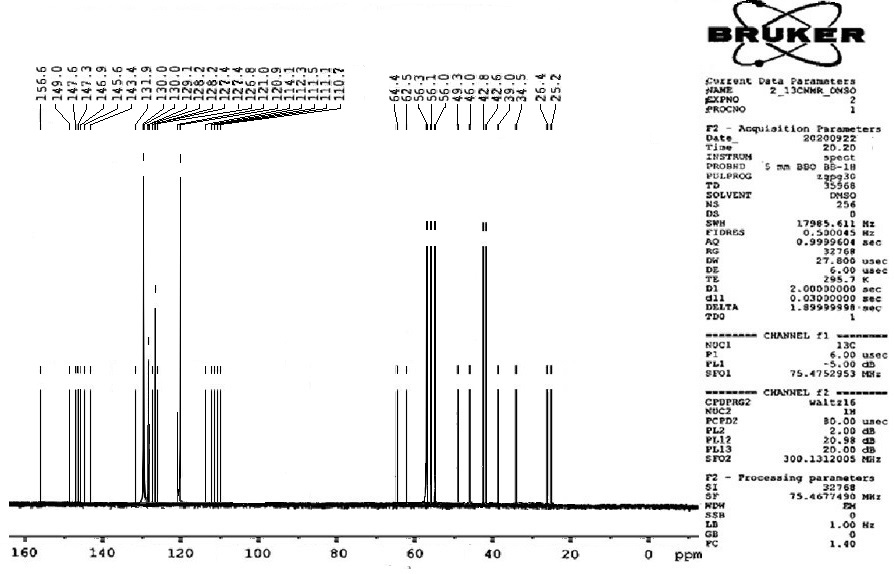 156.6
149.0
147.6
147.3
146.9
145.6
143.4
131.9
130.0
130.0
129.1
128.2
128.2
127.4
127.4
126.8
121.0
120.9
114.1
112.3
111.5
111.1
110.7
64.4
62.5
56.3
56.1
56.0
49.3
46.0
42.8
42.6
39.0
34.5
26.4
25.2
160 140 120 100 80 60 40 20 0 ppm
BRUKER
Current Data Parameters
NAME 2_13CNMR_DMSO
EXPNO 2
PROCNO 1
F2 - Acquisition Parameters
Date_ 20200922
Time 20.20
INSTRUM spect
PROBHD 5 mm BBO BB-1H
PULPROG zgpg30
TD 35968
SOLVENT DMSO
NS 256
DS 0
SWH 17985.611 Hz
FIDRES 0.500045 Hz
AQ 0.9999604 sec
RG 32768
DW 27.800 usec
DE 6.00 usec
TE 295.7 K
D1 2.00000000 sec
d11 0.03000000 sec
DELTA 1.89999998 sec
TD0 1
======== CHANNEL f1 ========
NUC1 13C
P1 6.00 usec
PL1 -5.00 dB
SFO1 75.4752953 MHz
======== CHANNEL f2 ========
CPDPRG2 waltz16
NUC2 1H
PCPD2 80.00 usec
PL2 2.00 dB
PL12 20.98 dB
PL13 20.00 dB
SFO2 300.1312005 MHz
F2 - Processing parameters
SI 32768
SF 75.4677490 MHz
WDW EM
SSB 0
LB 1.00 Hz
GB 0
PC 1.40